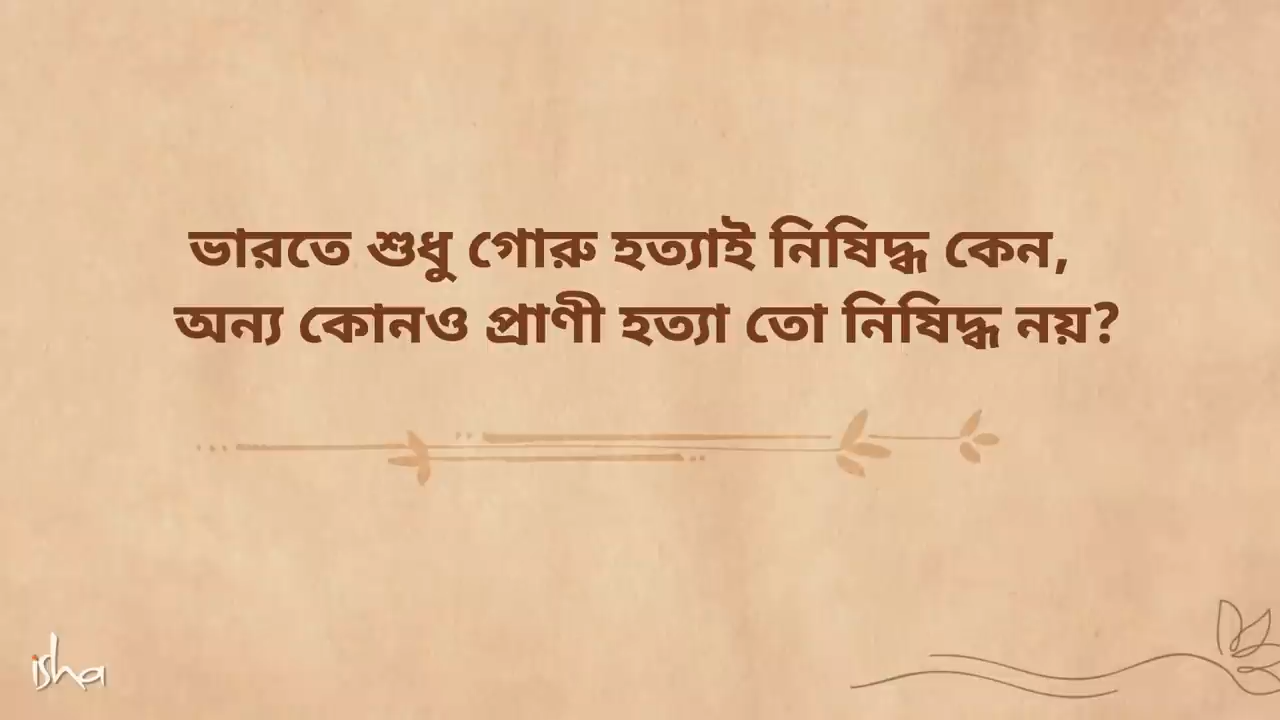 ভারতে শুধু গোরু হত্যাই নিষিদ্ধ কেন,
অন্য কোনও প্রাণী হত্যা তো নিষিদ্ধ নয়?
isha